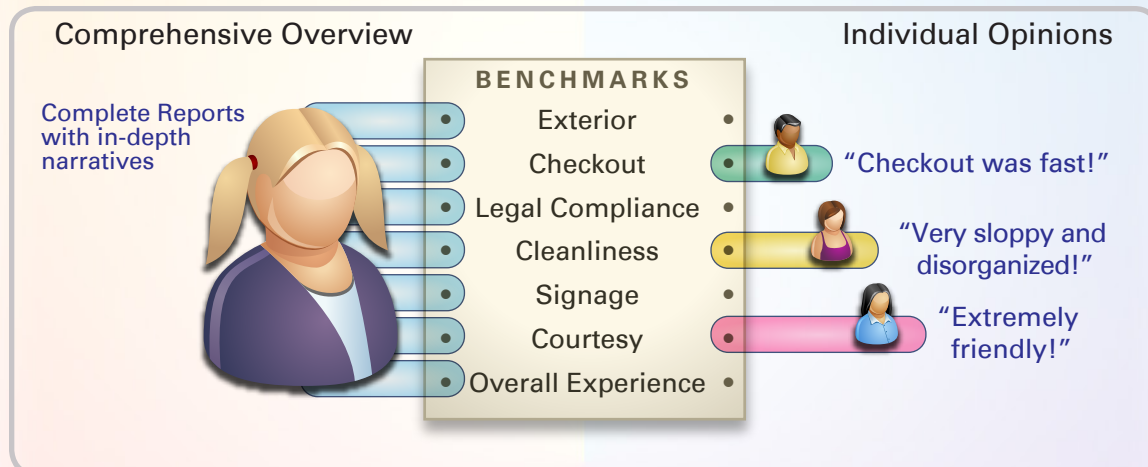 Comprehensive Overview
Individual Opinions
Complete Reports
with in-depth
narratives
BENCHMARKS
Exterior
Checkout
Legal Compliance
Cleanliness
Signage
Courtesy
Overall Experience
“Checkout was fast!”
“Very sloppy and
disorganized!”
“Extremely
friendly!”